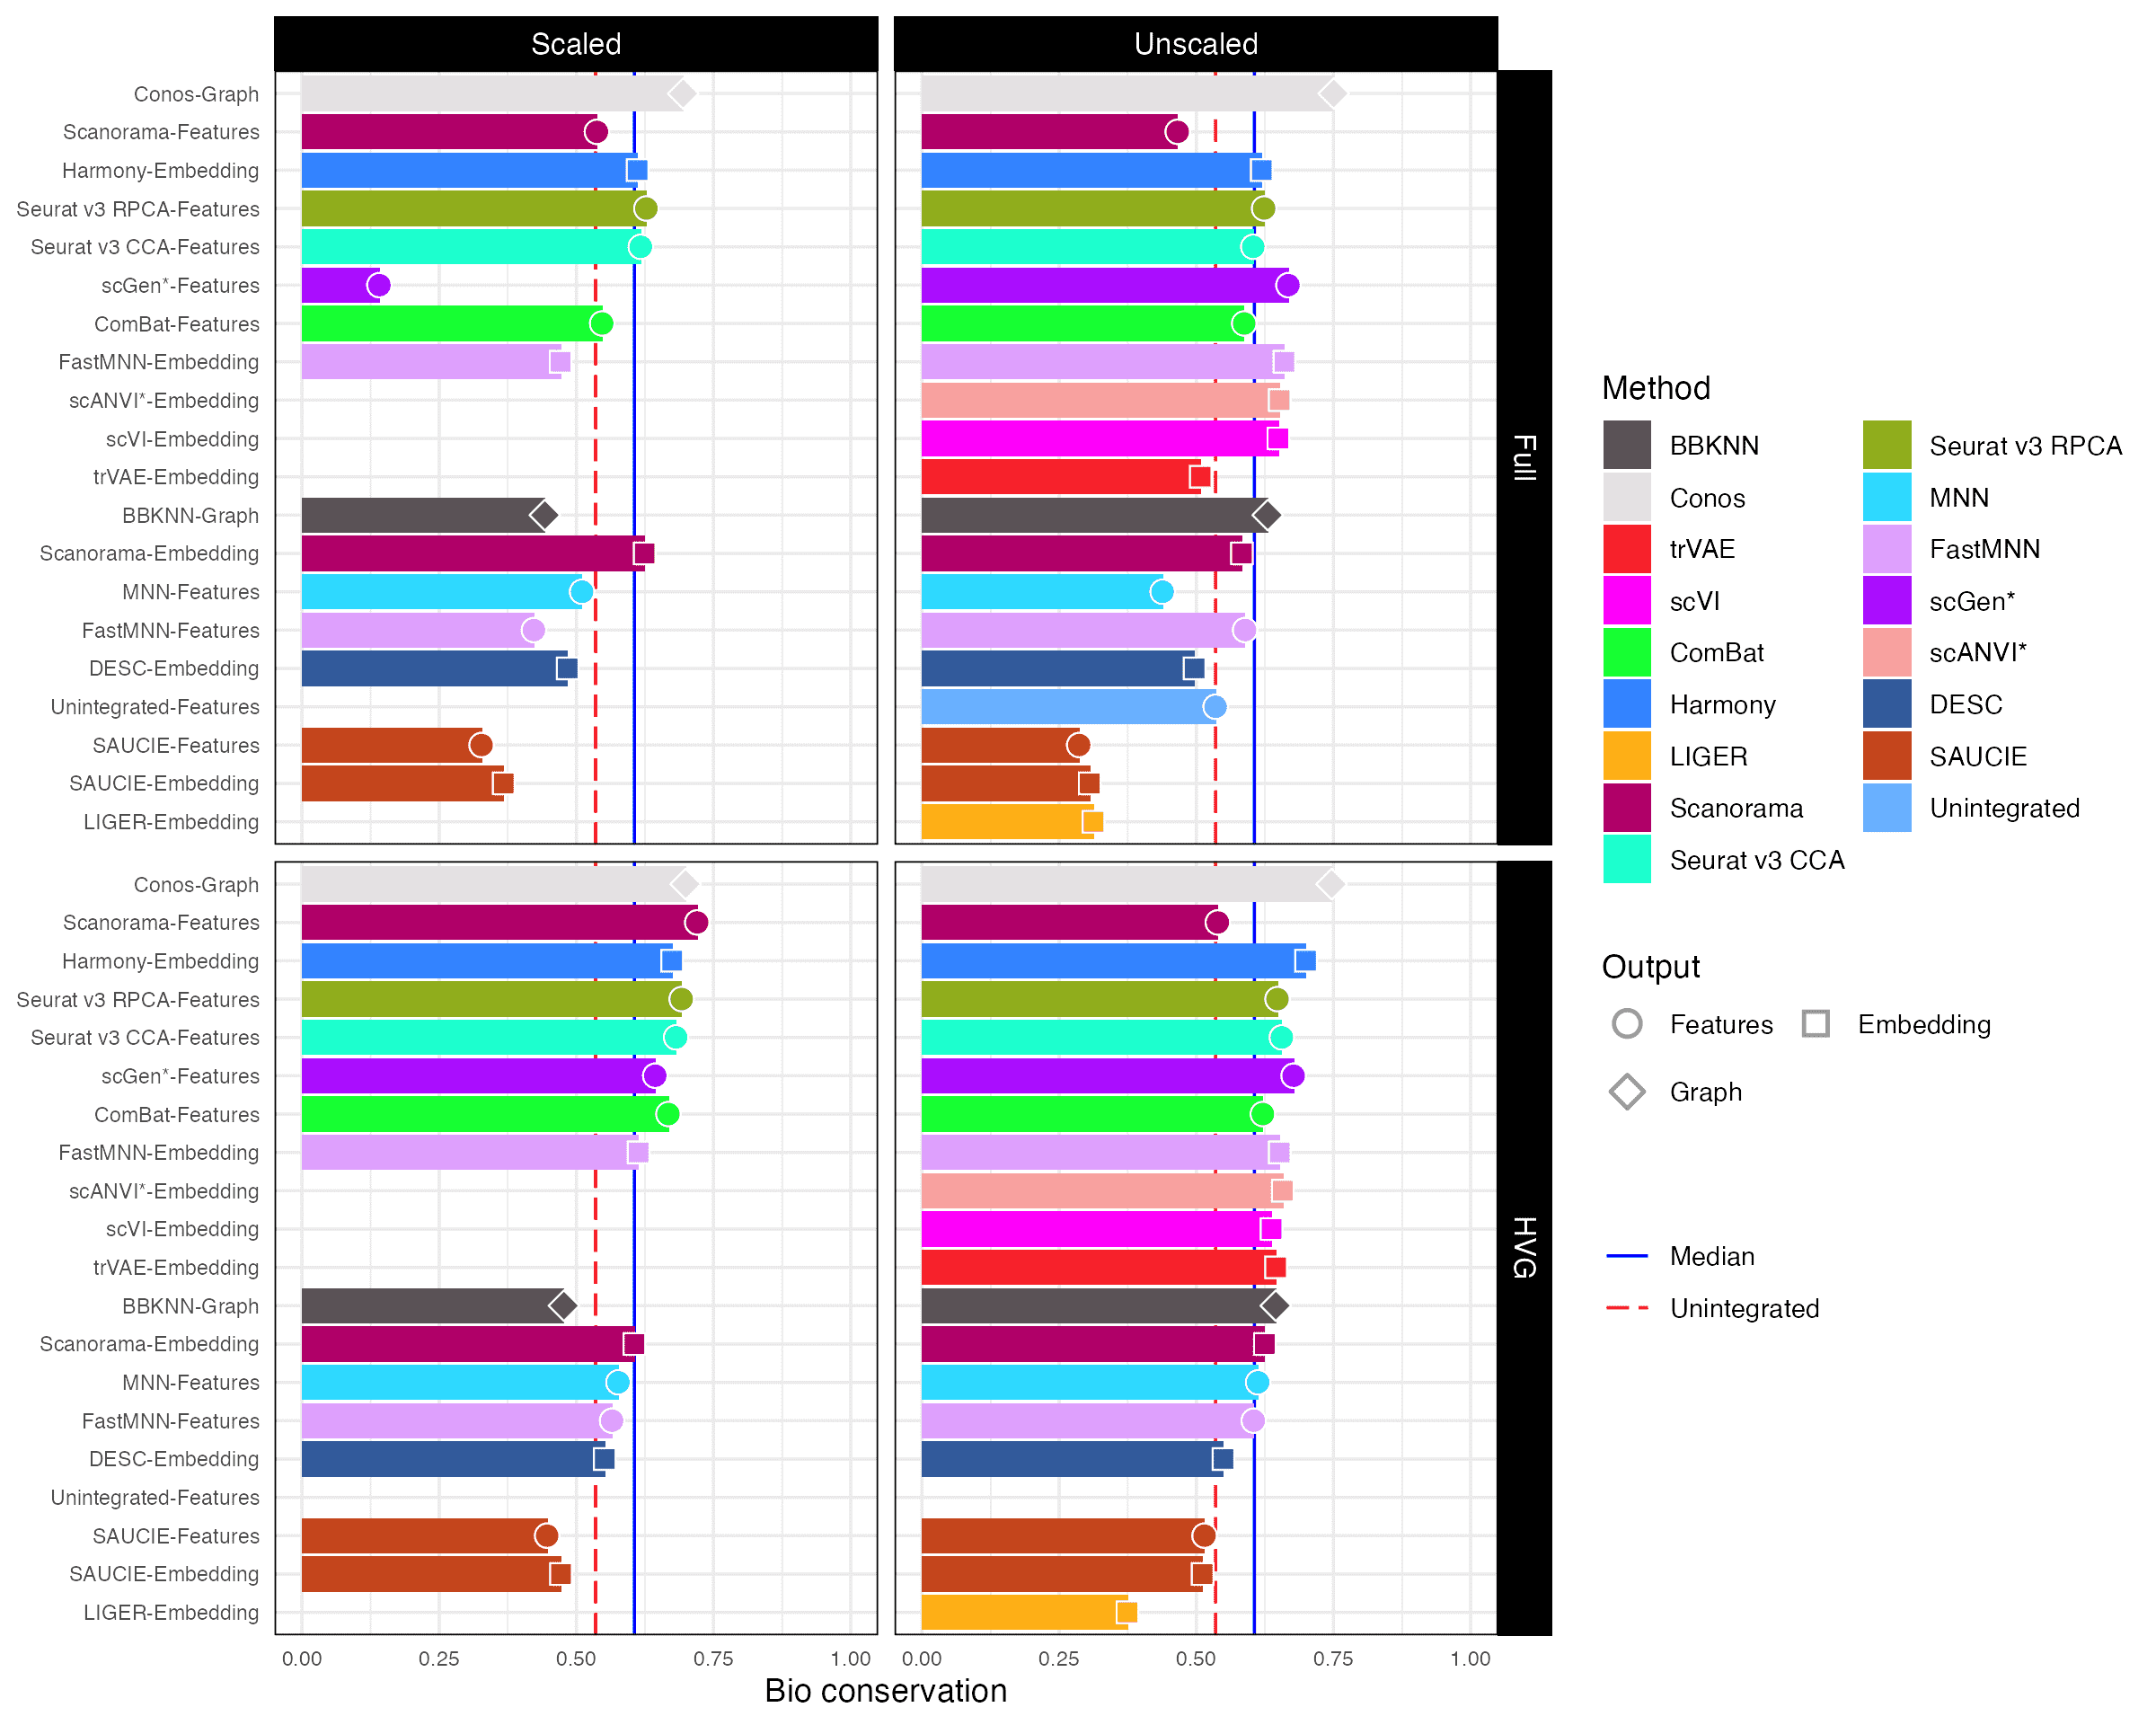 Scaled
Unscaled
Conos-Graph
Scanorama-Features
Harmony-Embedding
Seurat v3 RPCA-Features
Seurat v3 CCA-Features
scGen*-Features
ComBat-Features
FastMNN-Embedding
scANVI*-Embedding
scVI-Embedding
trVAE-Embedding
BBKNN-Graph
Scanorama-Embedding
MNN-Features
FastMNN-Features
DESC-Embedding
Unintegrated-Features
SAUCIE-Features
SAUCIE-Embedding
LIGER-Embedding
Full
Conos-Graph
Scanorama-Features
Harmony-Embedding
Seurat v3 RPCA-Features
Seurat v3 CCA-Features
scGen*-Features
ComBat-Features
FastMNN-Embedding
scANVI*-Embedding
scVI-Embedding
trVAE-Embedding
BBKNN-Graph
Scanorama-Embedding
MNN-Features
FastMNN-Features
DESC-Embedding
Unintegrated-Features
SAUCIE-Features
SAUCIE-Embedding
LIGER-Embedding
HVG
0.00 0.25 0.50 0.75 1.00 0.00 0.25 0.50 0.75 1.00
Bio conservation
Method
BBKNN
Conos
trVAE
scVI
ComBat
Harmony
LIGER
Scanorama
Seurat v3 CCA
Seurat v3 RPCA
MNN
FastMNN
scGen*
scANVI*
DESC
SAUCIE
Unintegrated
Output
Features
Embedding
Graph
Median
Unintegrated